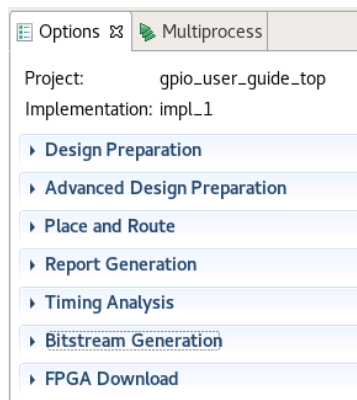 Options Multiprocess
Project: gpio_user_guide_top
Implementation: impl_1
Design Preparation
Advanced Design Preparation
Place and Route
Report Generation
Timing Analysis
Bitstream Generation
FPGA Download